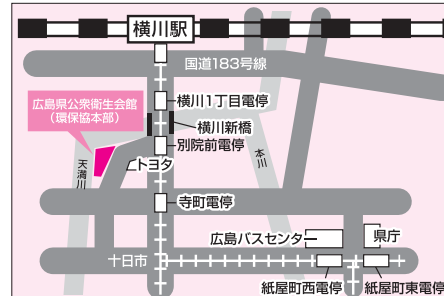 横川駅
国道183号線
広島県公衆衛生会館
（環保協本部）
横川1丁目電停
横川新橋
別院前電停
トヨタ
天満川
本川
寺町電停
広島バスセンター
県庁
十日市
紙屋町西電停
紙屋町東電停